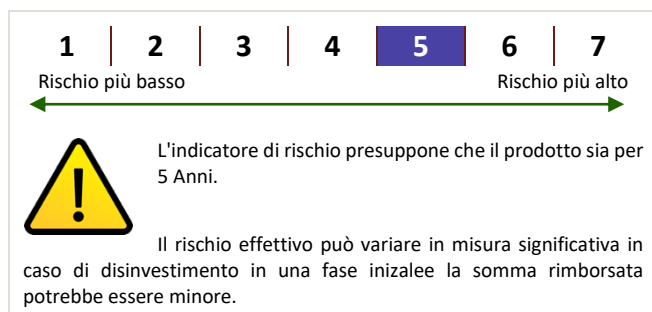 1 2 3 4 5 6 7
Rischio più basso Rischio più alto
L'indicatore di rischio presuppone che il prodotto sia per
5 Anni.
Il rischio effettivo può variare in misura significativa in
caso di disinvestimento in una fase inizalee la somma rimborsata
potrebbe essere minore.